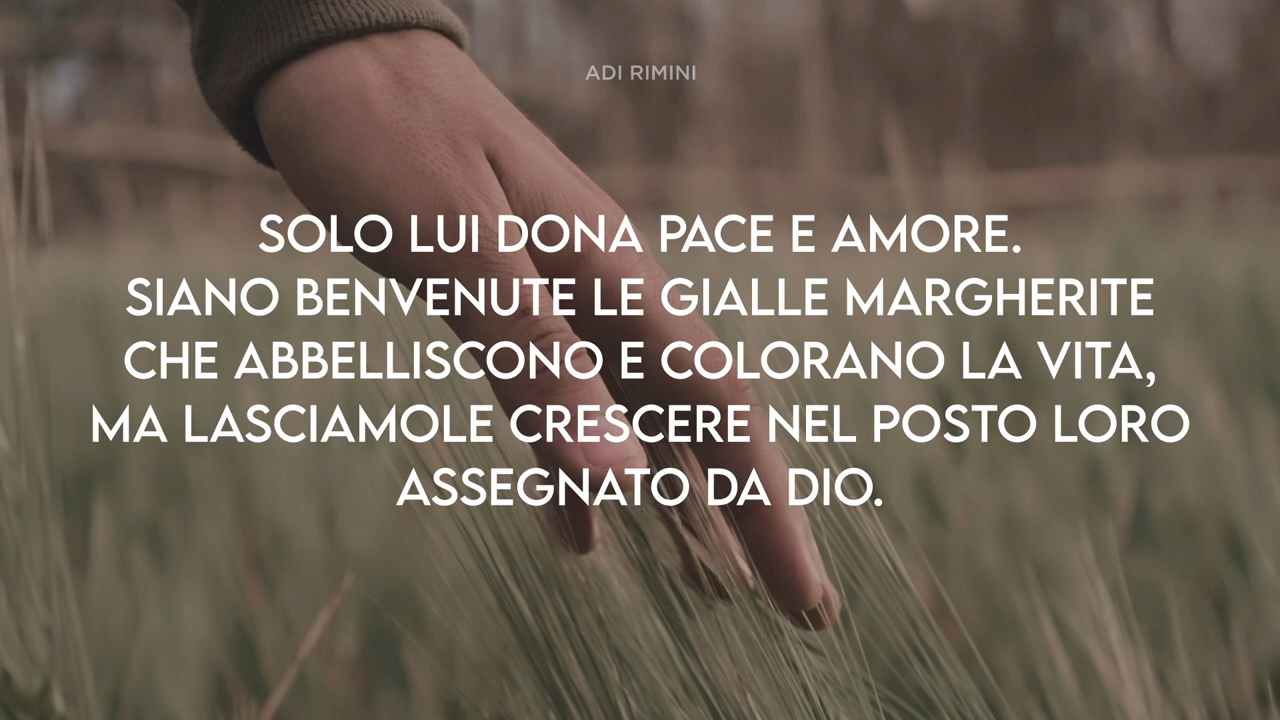 ADI RIMINI
SOLO LUI DONA PACE E AMORE.
SIANO BENVENUTE LE GIALLE MARGHERITE
CHE ABBELLISCONO E COLORANO LA VITA,
MA LASCIAMOLE CRESCERE NEL POSTO LORO
ASSEGNATO DA DIO.